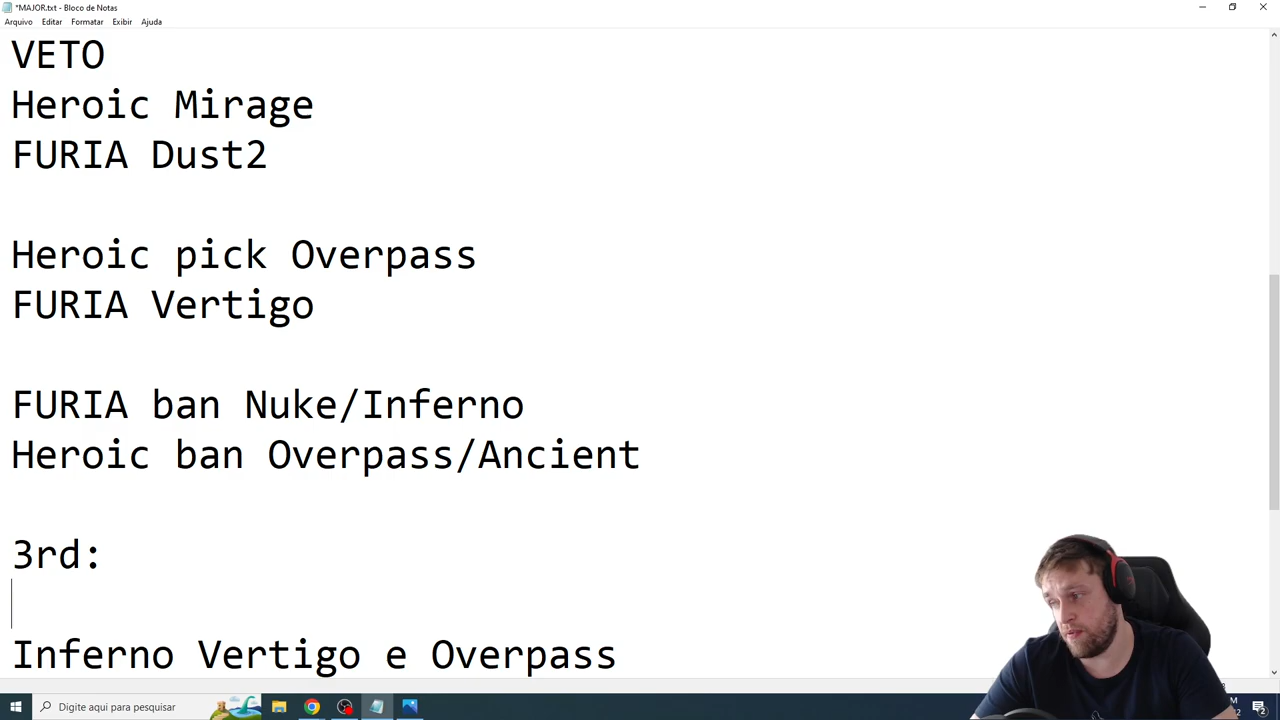 *MAJOR.txt - Bloco de Notas
Arquivo Editar Formatar Exibir Ajuda
VETO
Heroic Mirage
FURIA Dust2
Heroic pick Overpass
FURIA Vertigo
FURIA ban Nuke/Inferno
Heroic ban Overpass/Ancient
3rd:
Inferno Vertigo e Overpass
Digite aqui para pesquisar